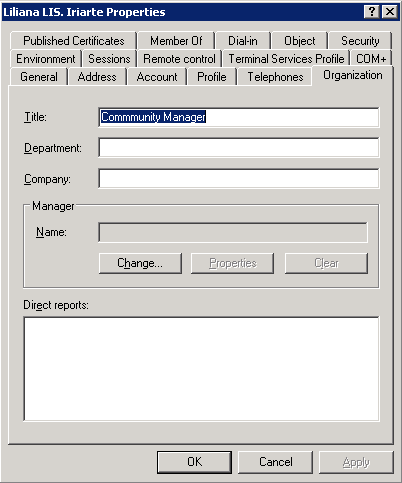 Liliana LIS. Iriarte Properties
Published Certificates Member Of Dial-in Object Security
Environment Sessions Remote control Terminal Services Profile COM+
General Address Account Profile Telephones Organization
Title: Commmunity Manager
Department:
Company:
Manager
Name:
Change... Properties Clear
Direct reports:
OK Cancel Apply